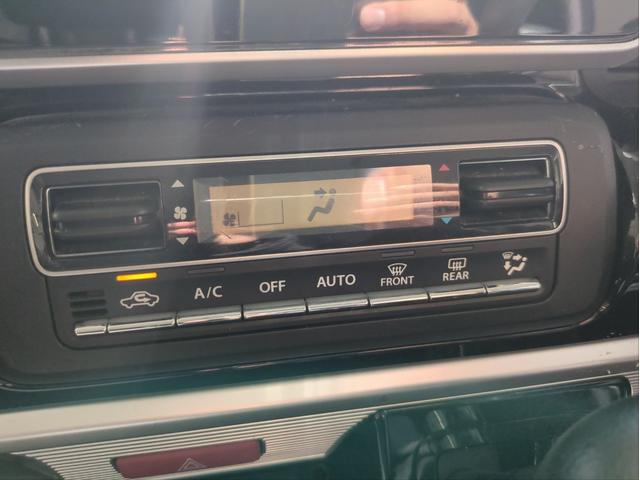 A/C OFF AUTO FRONT REAR